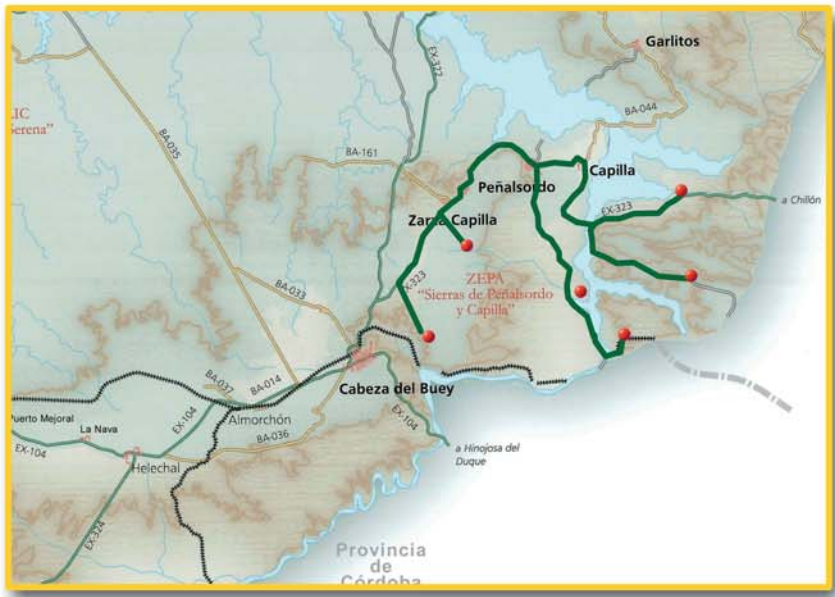 Garlitos
EX-322
LIC
Serena"
BA-044
BA-035
BA-161
Capilla
Peñalsordo
EX-323
a Chillón
Zarza Capilla
EX-323
ZEPA
"Sierras de Peñalsordo
y Capilla"
BA-033
Cabeza del Buey
BA-014
BA-037
Almorchón
EX-104
Puerto Mejoral
La Nava
EX-104
BA-036
EX-104
a Hinojosa del
Duque
Helechal
EX-324
Provincia
de
Córdoba